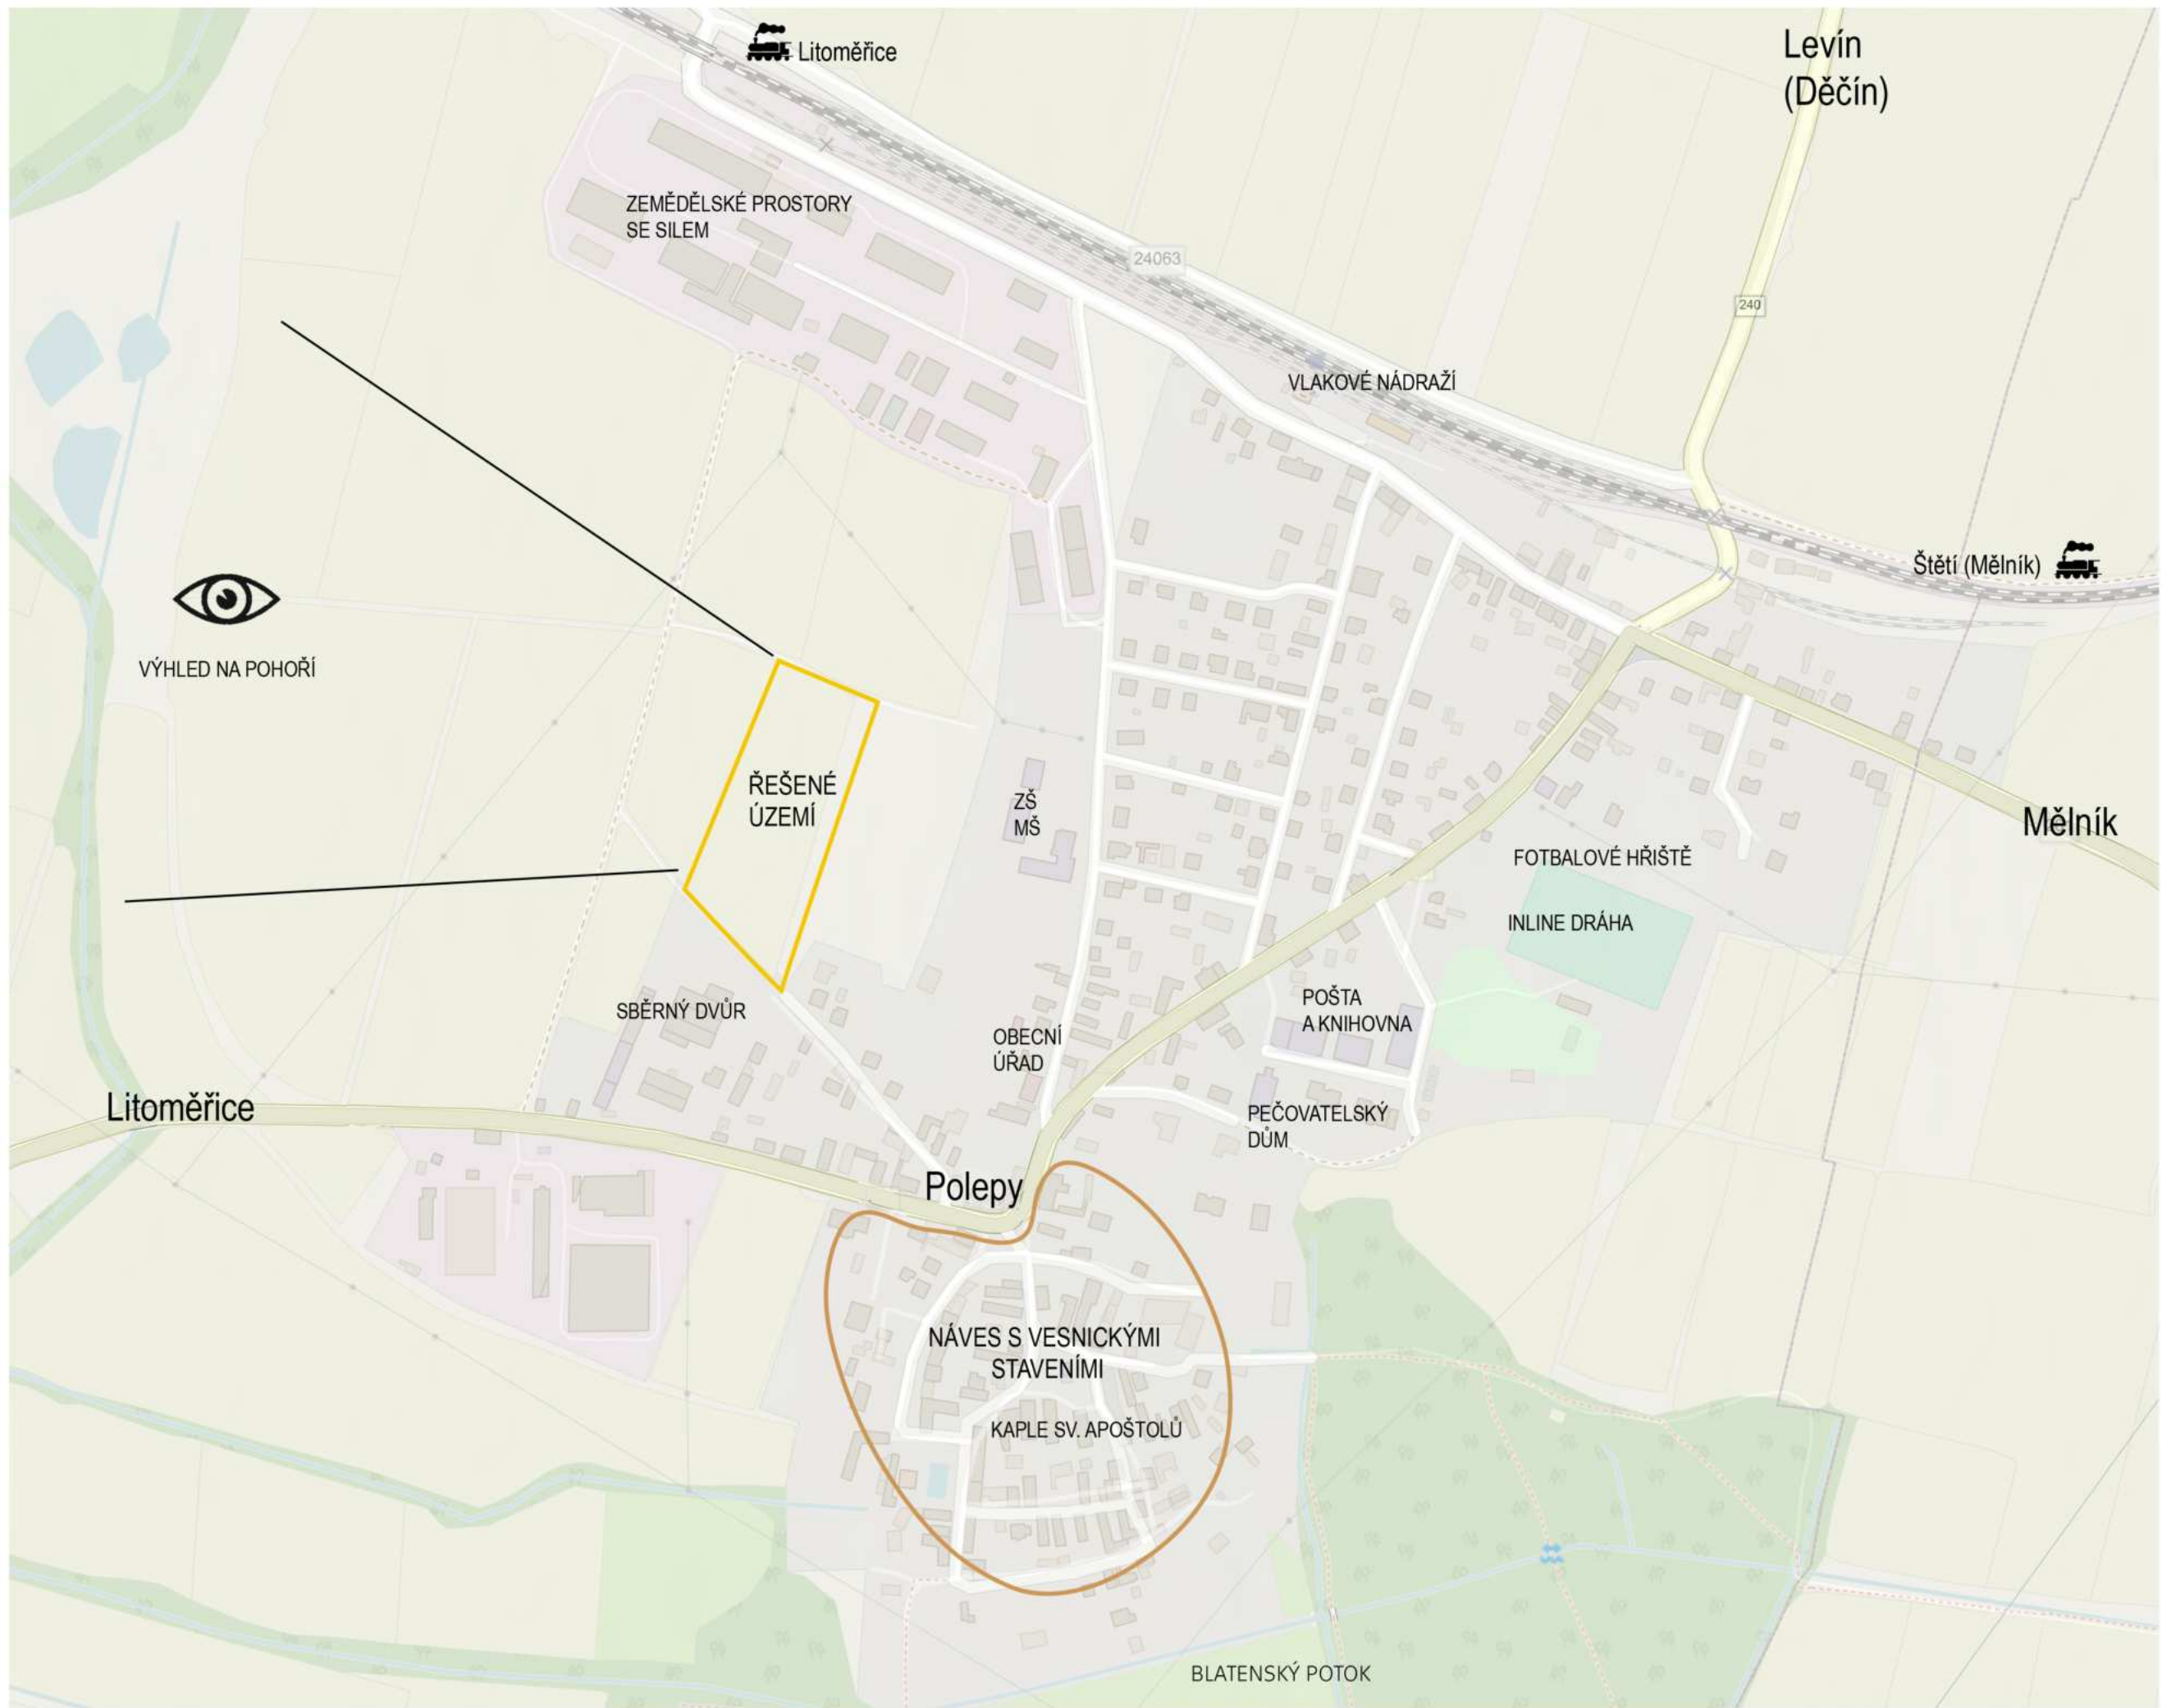 Litoměřice
Levín
(Děčín)
ZEMĚDĚLSKÉ PROSTORY
SE SILEM
24063
240
VLAKOVÉ NÁDRAŽÍ
Štětí (Mělník)
VÝHLED NA POHOŘÍ
ŘEŠENÉ
ÚZEMÍ
ZŠ
MŠ
Mělník
FOTBALOVÉ HŘIŠTĚ
INLINE DRÁHA
SBĚRNÝ DVŮR
POŠTA
A KNIHOVNA
OBECNÍ
ÚŘAD
Litoměřice
PEČOVATELSKÝ
DŮM
Polepy
NÁVES S VESNICKÝMI
STAVENÍMI
KAPLE SV. APOŠTOLŮ
BLATENSKÝ POTOK